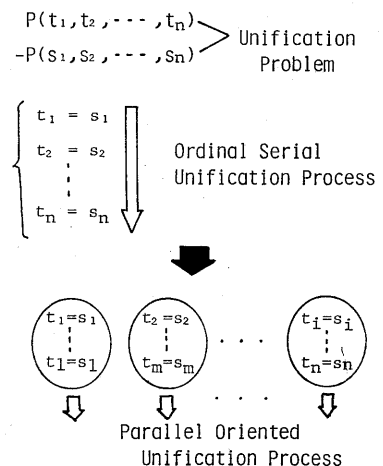 P(t1,t2,---,tn)
-P(s1,s2,---,sn)
Unification
Problem
t1 = s1
t2 = s2
tn = sn
Ordinal Serial
Unification Process
t1=s1 t2=s2 . . . ti=si
tl=sl tm=sm tn=sn
. . .
Parallel Oriented
Unification Process